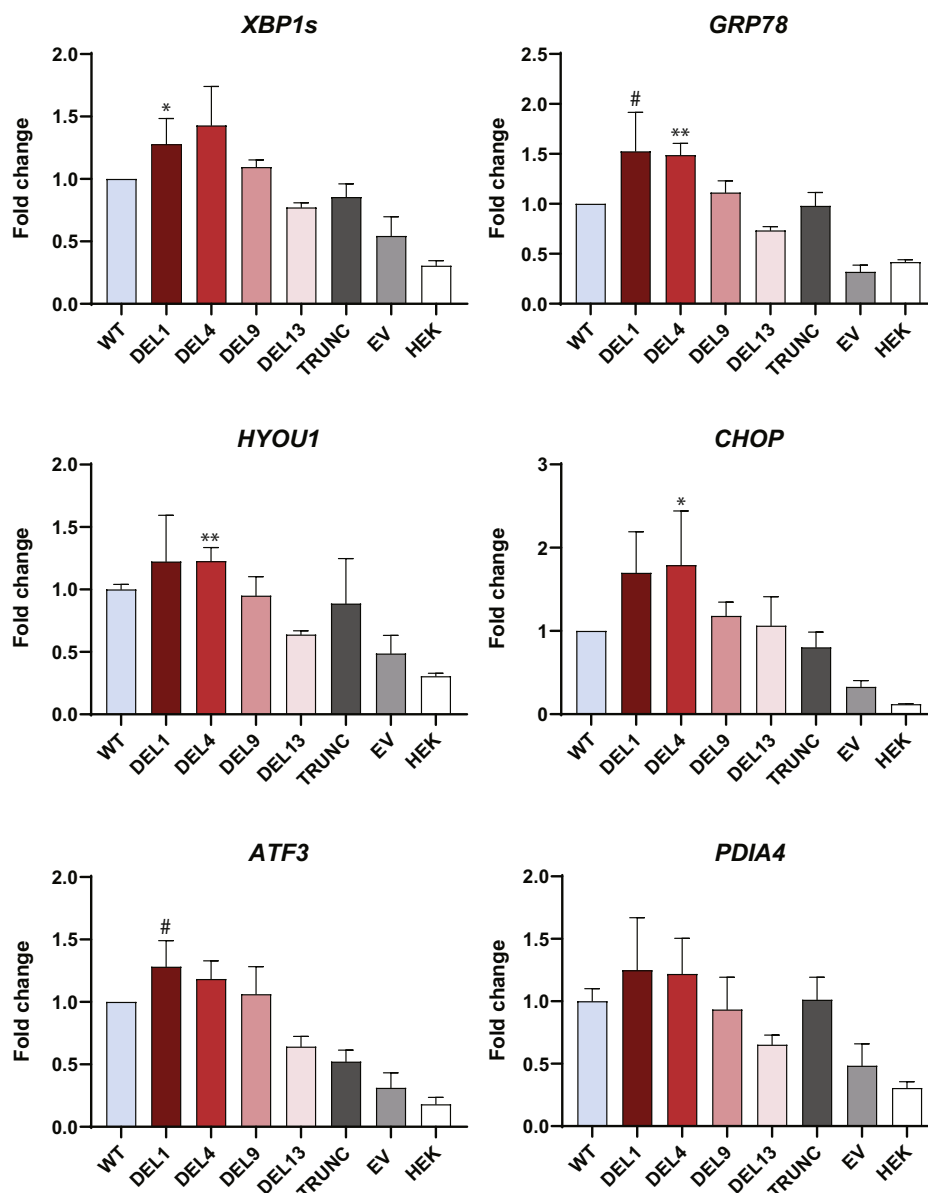 XBP1s
2.0
1.5
1.0
0.5
0.0
Fold change
*
WT DEL1 DEL4 DEL9 DEL13 TRUNC EV HEK
GRP78
2.5
2.0
1.5
1.0
0.5
0.0
Fold change
# **
WT DEL1 DEL4 DEL9 DEL13 TRUNC EV HEK
HYOU1
2.0
1.5
1.0
0.5
0.0
Fold change
**
WT DEL1 DEL4 DEL9 DEL13 TRUNC EV HEK
CHOP
3
2
1
0
Fold change
*
WT DEL1 DEL4 DEL9 DEL13 TRUNC EV HEK
ATF3
2.0
1.5
1.0
0.5
0.0
Fold change
#
WT DEL1 DEL4 DEL9 DEL13 TRUNC EV HEK
PDIA4
2.0
1.5
1.0
0.5
0.0
Fold change
WT DEL1 DEL4 DEL9 DEL13 TRUNC EV HEK